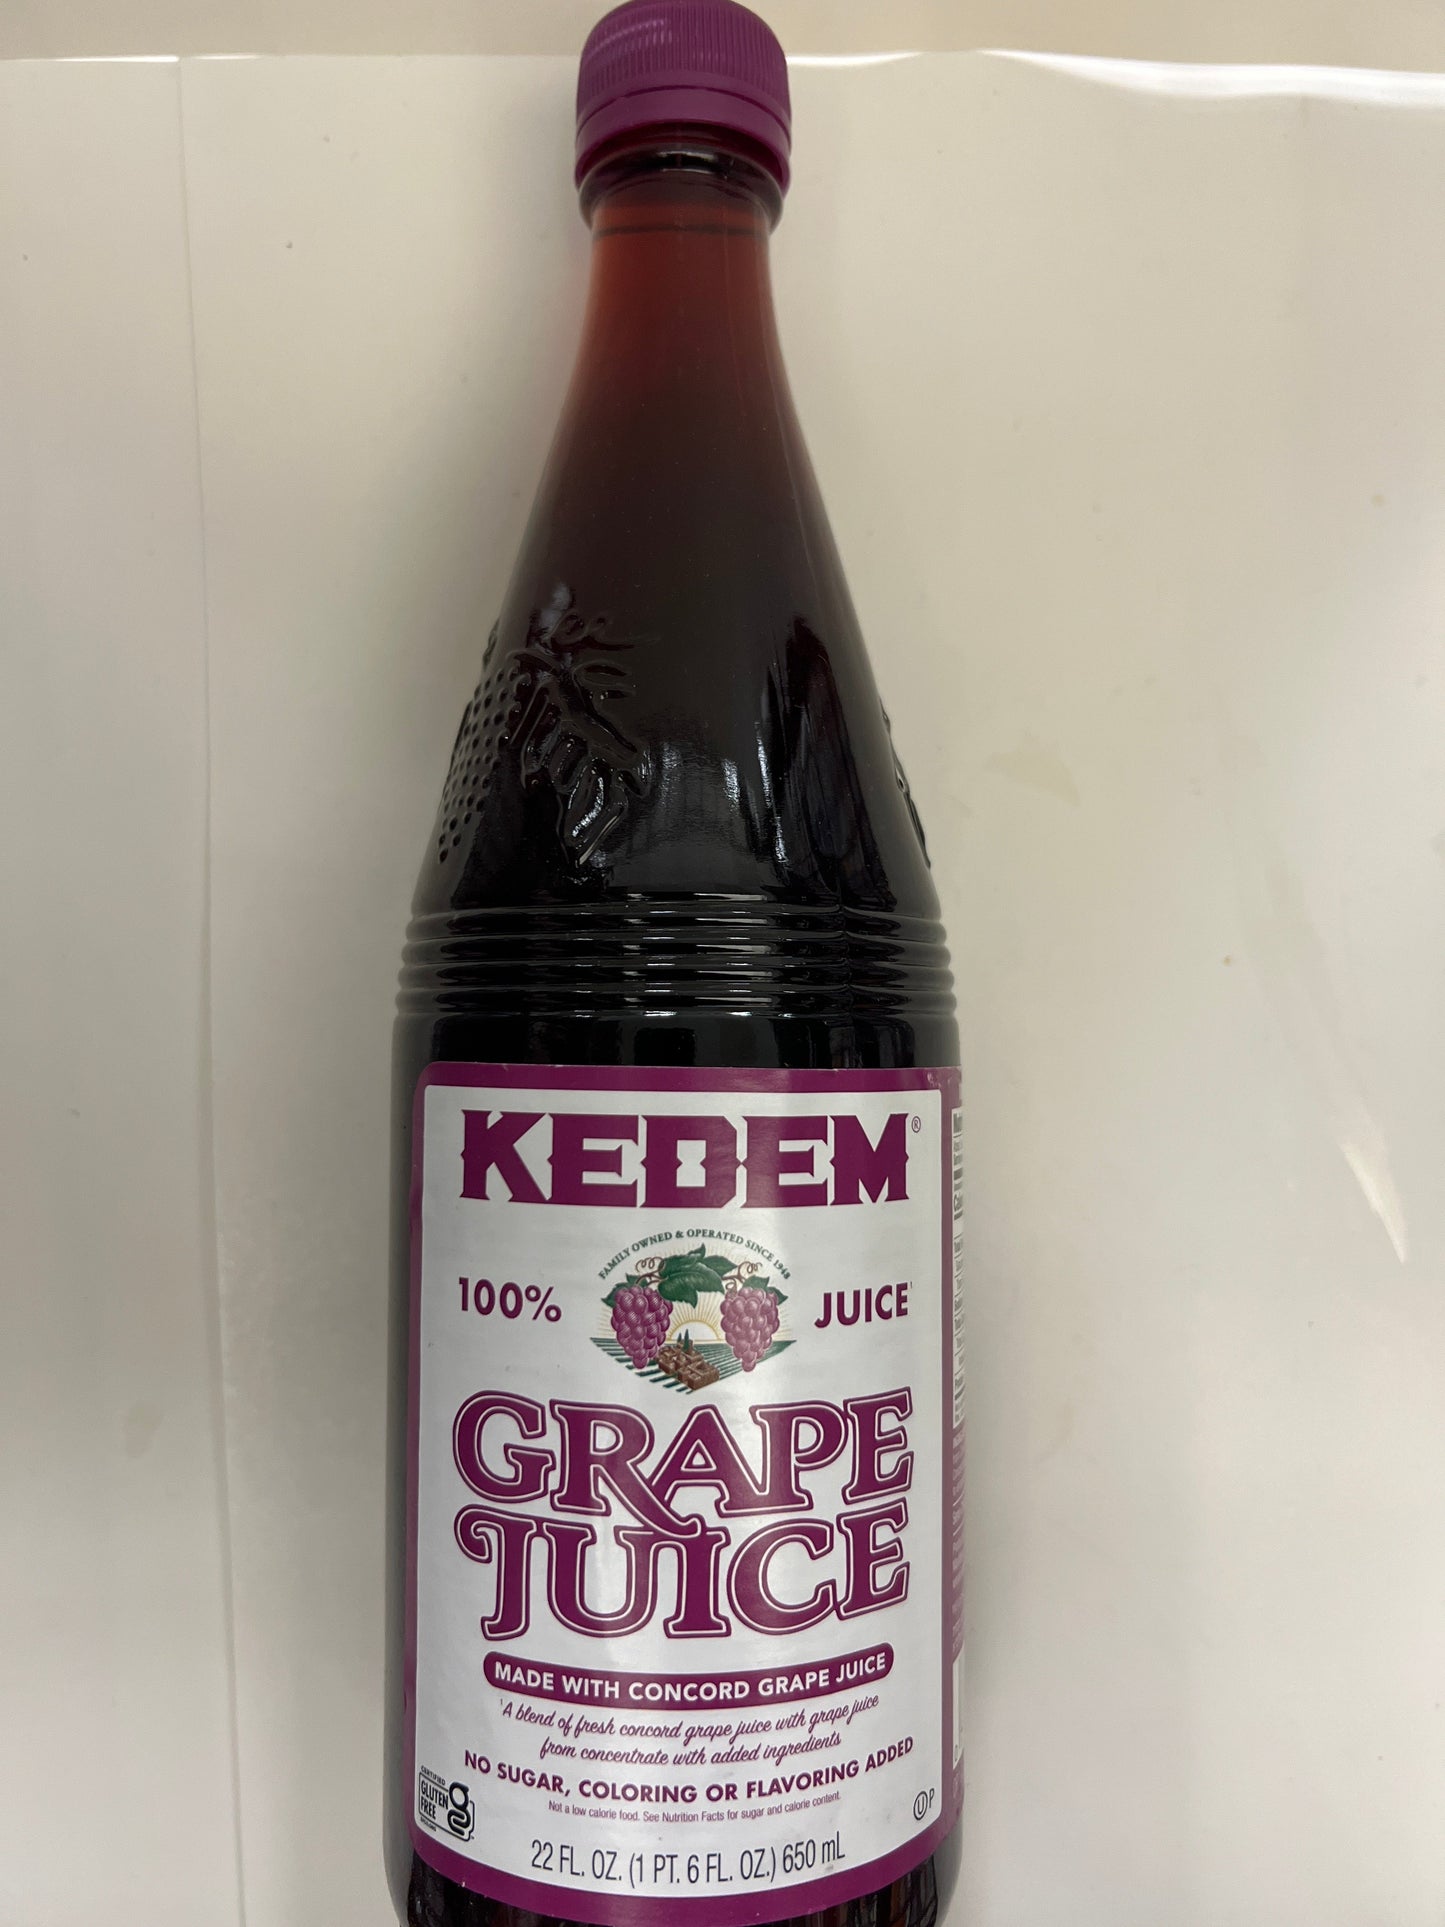 KEDEM®
FAMILY OWNED & OPERATED SINCE 1948
100% JUICE¹
GRAPE
JUICE
MADE WITH CONCORD GRAPE JUICE
¹A blend of fresh concord grape juice with grape juice
from concentrate with added ingredients
NO SUGAR, COLORING OR FLAVORING ADDED
Not a low calorie food. See Nutrition Facts for sugar and calorie content.
CERTIFIED
GLUTEN
FREE
U P
22 FL. OZ. (1 PT. 6 FL. OZ.) 650 mL